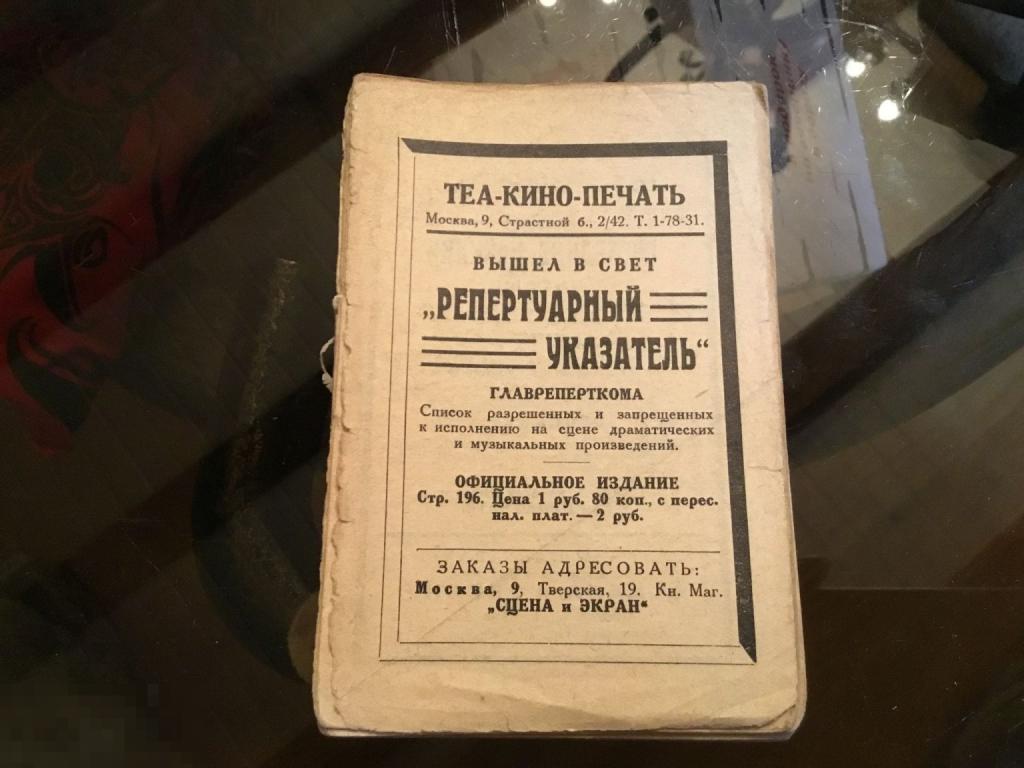 ТЕА-КИНО-ПЕЧАТЬ
Москва, 9, Страстной б., 2/42. Т. 1-78-31.
ВЫШЕЛ В СВЕТ
„РЕПЕРТУАРНЫЙ
УКАЗАТЕЛЬ“
ГЛАВРЕПЕРТКОМА
Список разрешенных и запрещенных
к исполнению на сцене драматических
и музыкальных произведений.
ОФИЦИАЛЬНОЕ ИЗДАНИЕ
Стр. 196. Цена 1 руб. 80 коп., с перес.
нал. плат. — 2 руб.
ЗАКАЗЫ АДРЕСОВАТЬ:
Москва, 9, Тверская, 19. Кн. Маг.
„СЦЕНА и ЭКРАН“